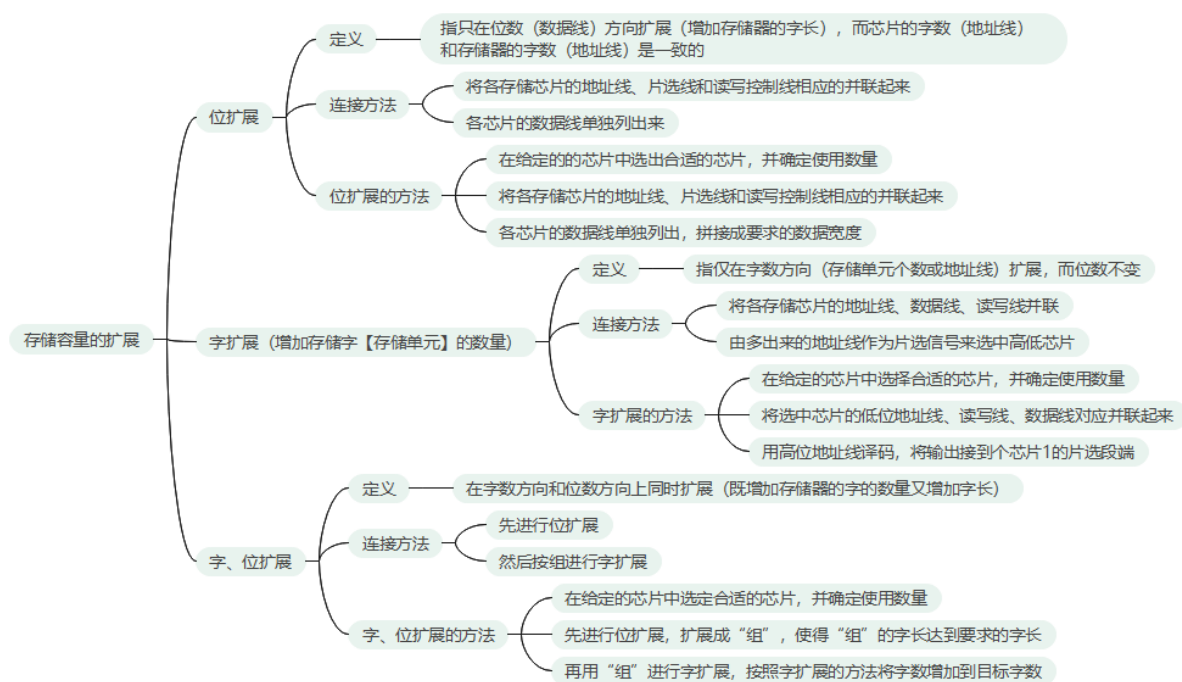 存储容量的扩展
位扩展
定义
指只在位数（数据线）方向扩展（增加存储器的字长），而芯片的字数（地址线）
和存储器的字数（地址线）是一致的
连接方法
将各存储芯片的地址线、片选线和读写控制线相应的并联起来
各芯片的数据线单独列出来
位扩展的方法
在给定的的芯片中选出合适的芯片，并确定使用数量
将各存储芯片的地址线、片选线和读写控制线相应的并联起来
各芯片的数据线单独列出，拼接成要求的数据宽度
字扩展（增加存储字【存储单元】的数量）
定义
指仅在字数方向（存储单元个数或地址线）扩展，而位数不变
连接方法
将各存储芯片的地址线、数据线、读写线并联
由多出来的地址线作为片选信号来选中高低芯片
字扩展的方法
在给定的芯片中选择合适的芯片，并确定使用数量
将选中芯片的低位地址线、读写线、数据线对应并联起来
用高位地址线译码，将输出接到个芯片1的片选段端
字、位扩展
定义
在字数方向和位数方向上同时扩展（既增加存储器的字的数量又增加字长）
连接方法
先进行位扩展
然后按组进行字扩展
字、位扩展的方法
在给定的芯片中选定合适的芯片，并确定使用数量
先进行位扩展，扩展成“组”，使得“组”的字长达到要求的字长
再用“组”进行字扩展，按照字扩展的方法将字数增加到目标字数